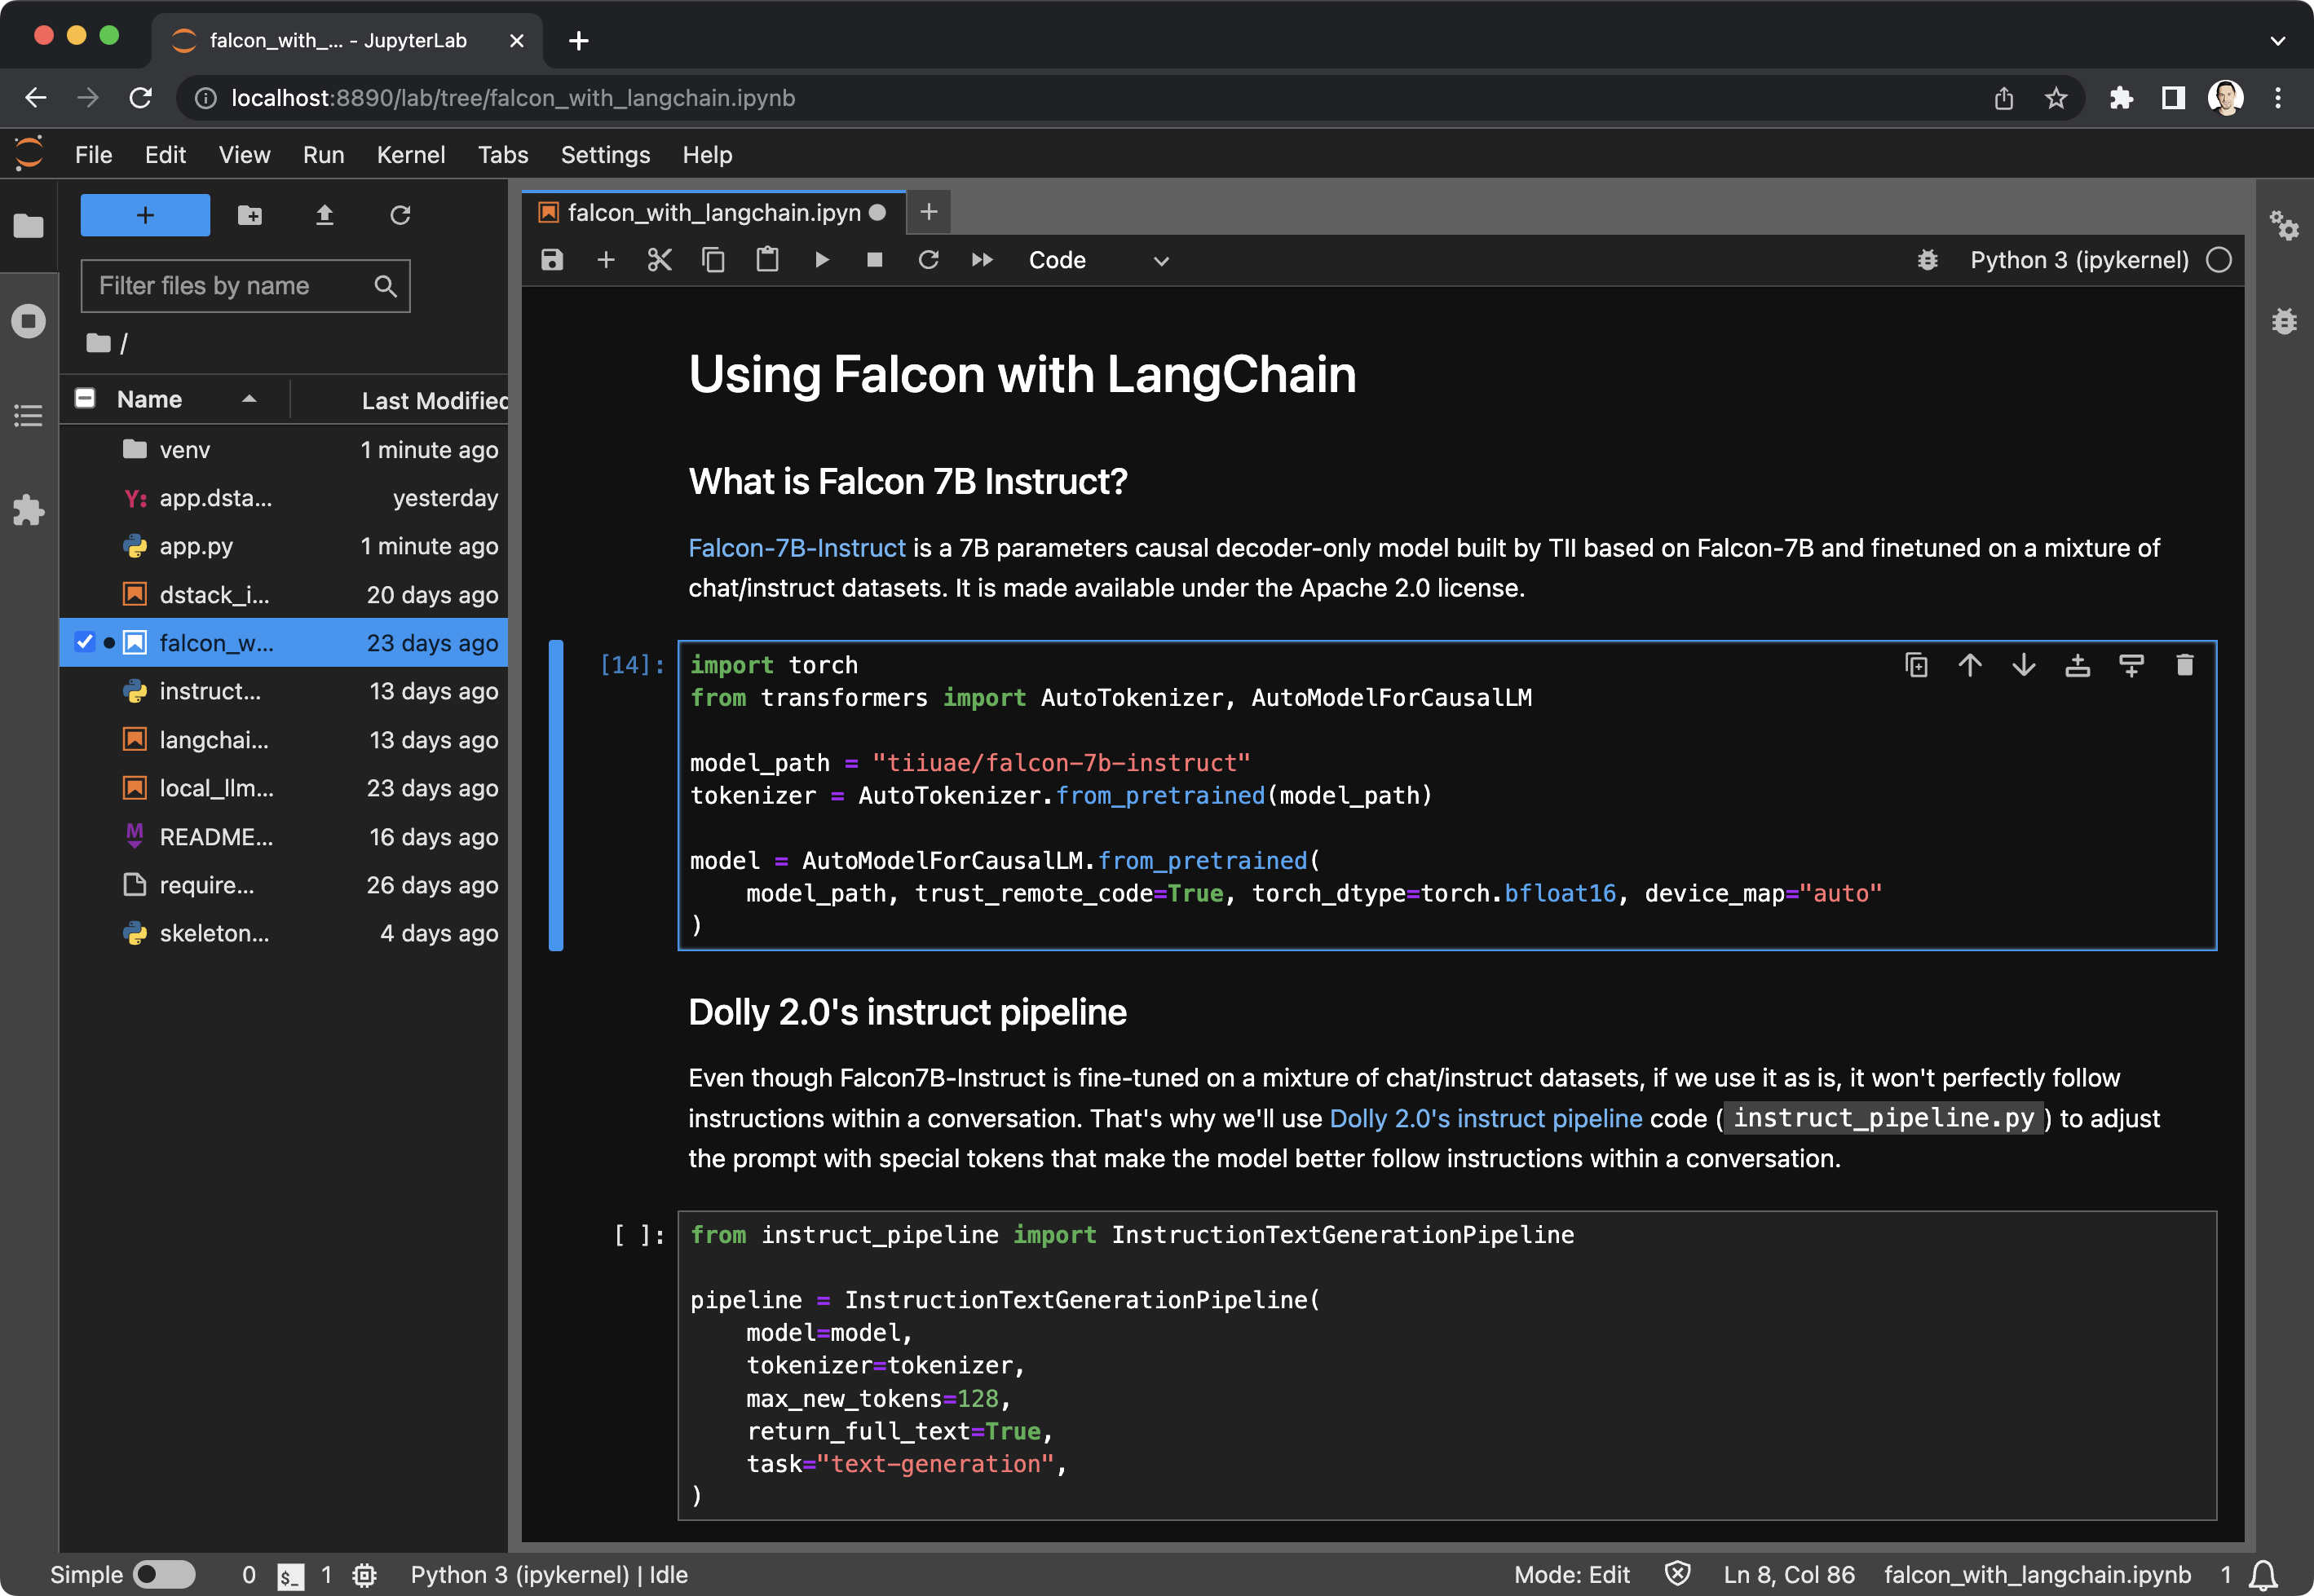 falcon_with_... - JupyterLab
localhost:8890/lab/tree/falcon_with_langchain.ipynb
File Edit View Run Kernel Tabs Settings Help
Filter files by name
/
Name Last Modified
venv 1 minute ago
Y: app.dsta... yesterday
app.py 1 minute ago
dstack_i... 20 days ago
falcon_w... 23 days ago
instruct... 13 days ago
langchai... 13 days ago
local_llm... 23 days ago
M README... 16 days ago
require... 26 days ago
skeleton... 4 days ago
falcon_with_langchain.ipyn
Code Python 3 (ipykernel)
Using Falcon with LangChain
What is Falcon 7B Instruct?
Falcon-7B-Instruct is a 7B parameters causal decoder-only model built by TII based on Falcon-7B and finetuned on a mixture of
chat/instruct datasets. It is made available under the Apache 2.0 license.
[14]: import torch
from transformers import AutoTokenizer, AutoModelForCausalLM
model_path = "tiiuae/falcon-7b-instruct"
tokenizer = AutoTokenizer.from_pretrained(model_path)
model = AutoModelForCausalLM.from_pretrained(
    model_path, trust_remote_code=True, torch_dtype=torch.bfloat16, device_map="auto"
)
Dolly 2.0's instruct pipeline
Even though Falcon7B-Instruct is fine-tuned on a mixture of chat/instruct datasets, if we use it as is, it won't perfectly follow
instructions within a conversation. That's why we'll use Dolly 2.0's instruct pipeline code (instruct_pipeline.py) to adjust
the prompt with special tokens that make the model better follow instructions within a conversation.
[ ]: from instruct_pipeline import InstructionTextGenerationPipeline
pipeline = InstructionTextGenerationPipeline(
    model=model,
    tokenizer=tokenizer,
    max_new_tokens=128,
    return_full_text=True,
    task="text-generation",
)
Simple 0 $_ 1 Python 3 (ipykernel) | Idle Mode: Edit Ln 8, Col 86 falcon_with_langchain.ipynb 1